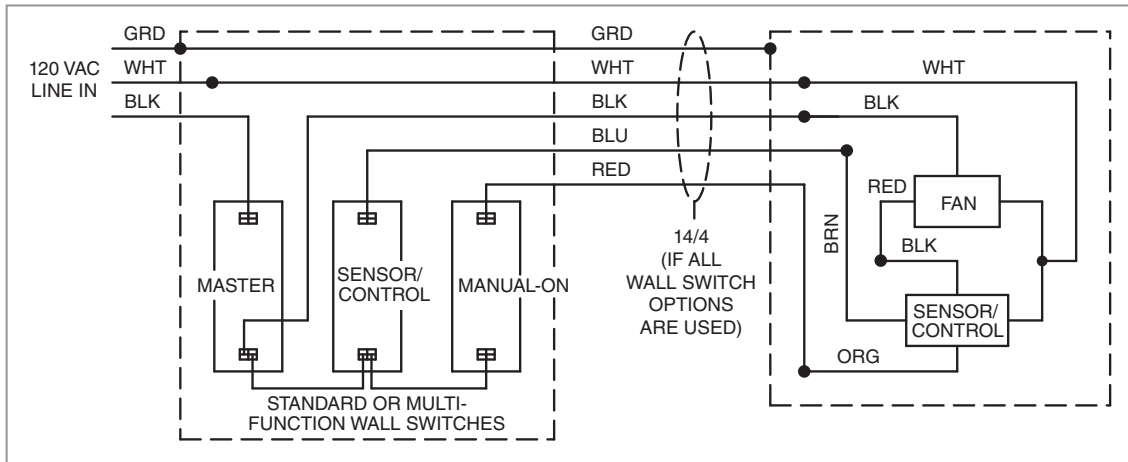 GRD
GRD
120 VAC
LINE IN
WHT
WHT
WHT
BLK
BLK
BLK
BLU
RED
RED
FAN
BRN
BLK
14/4
(IF ALL
WALL SWITCH
OPTIONS
ARE USED)
MASTER
SENSOR/
CONTROL
MANUAL-ON
SENSOR/
CONTROL
ORG
STANDARD OR MULTI-
FUNCTION WALL SWITCHES